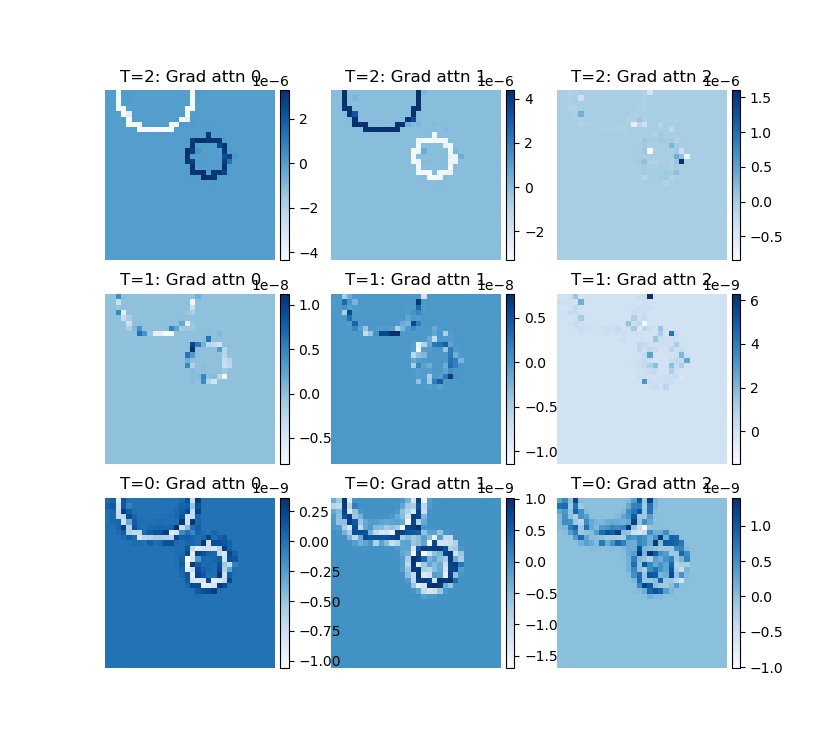 T=2: Grad attn 0
1e−6
2
0
−2
−4
T=2: Grad attn 1
1e−6
4
2
0
−2
T=2: Grad attn 2
1e−6
1.5
1.0
0.5
0.0
−0.5
T=1: Grad attn 0
1e−8
1.0
0.5
0.0
−0.5
T=1: Grad attn 1
1e−8
0.5
0.0
−0.5
−1.0
T=1: Grad attn 2
1e−9
6
4
2
0
T=0: Grad attn 0
1e−9
0.25
0.00
−0.25
−0.50
−0.75
−1.00
T=0: Grad attn 1
1e−9
1.0
0.5
0.0
−0.5
−1.0
−1.5
T=0: Grad attn 2
1e−9
1.0
0.5
0.0
−0.5
−1.0